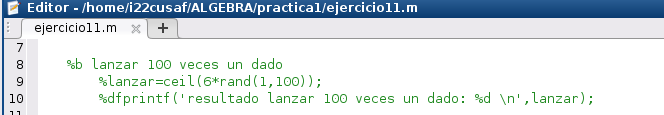 Editor - /home/i22cusaf/ALGEBRA/practica1/ejercicio11.m
ejercicio11.m
7
8 %b lanzar 100 veces un dado
9 %lanzar=ceil(6*rand(1,100));
10 %dfprintf('resultado lanzar 100 veces un dado: %d \n',lanzar);